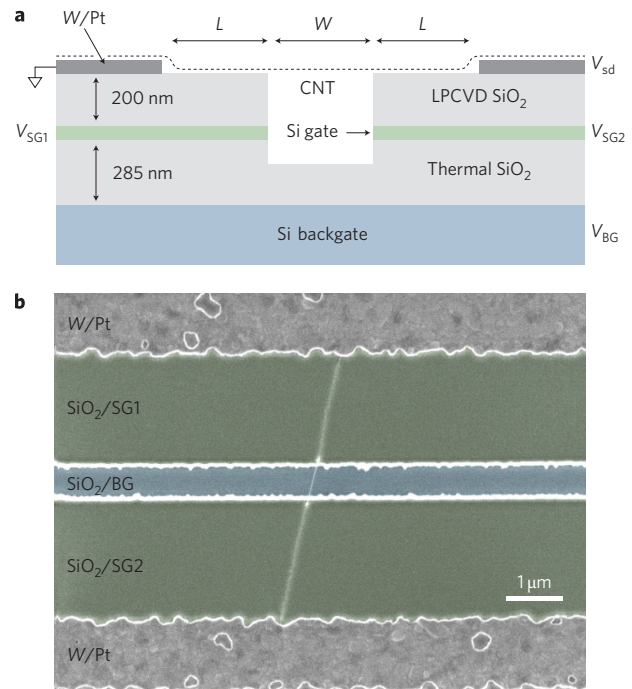 a
W/Pt
L W L
V_sd
CNT
LPCVD SiO₂
200 nm
V_SG1
Si gate
V_SG2
285 nm
Thermal SiO₂
Si backgate
V_BG
b
W/Pt
SiO₂/SG1
SiO₂/BG
SiO₂/SG2
1 µm
W/Pt